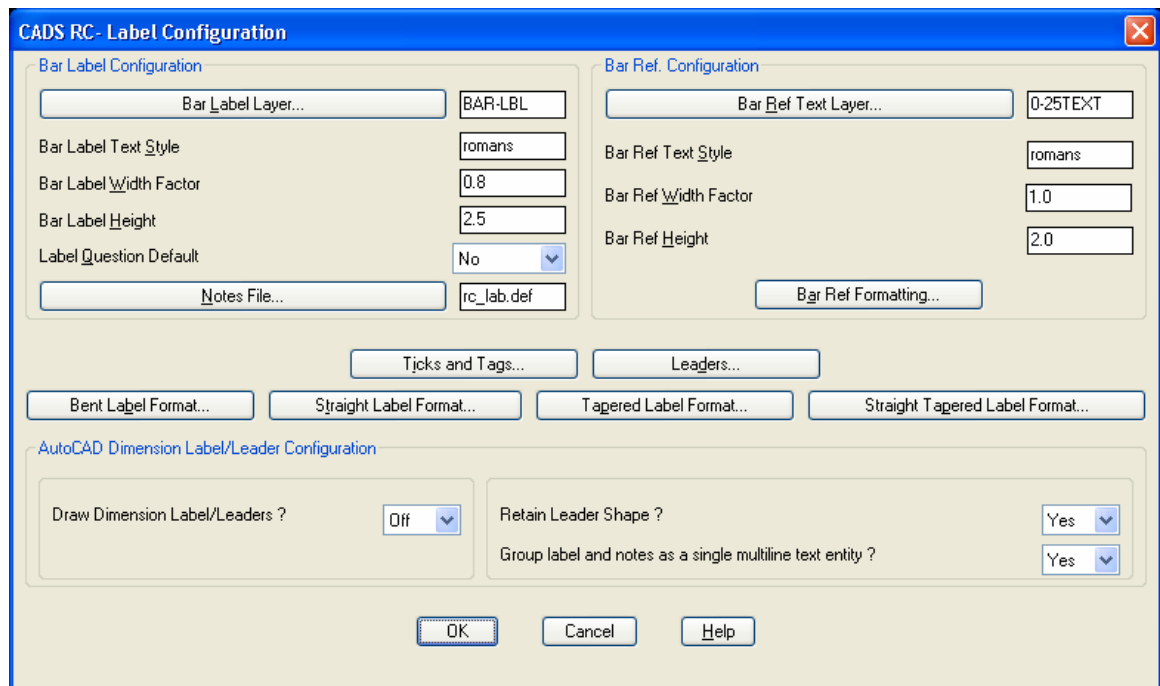 CADS RC- Label Configuration
Bar Label Configuration
Bar Label Layer... BAR-LBL
Bar Label Text Style romans
Bar Label Width Factor 0.8
Bar Label Height 2.5
Label Question Default No
Notes File... rc_lab.def
Bar Ref. Configuration
Bar Ref Text Layer... 0-25TEXT
Bar Ref Text Style romans
Bar Ref Width Factor 1.0
Bar Ref Height 2.0
Bar Ref Formatting...
Ticks and Tags... Leaders...
Bent Label Format... Straight Label Format... Tapered Label Format... Straight Tapered Label Format...
AutoCAD Dimension Label/Leader Configuration
Draw Dimension Label/Leaders ? Off
Retain Leader Shape ? Yes
Group label and notes as a single multiline text entity ? Yes
OK Cancel Help